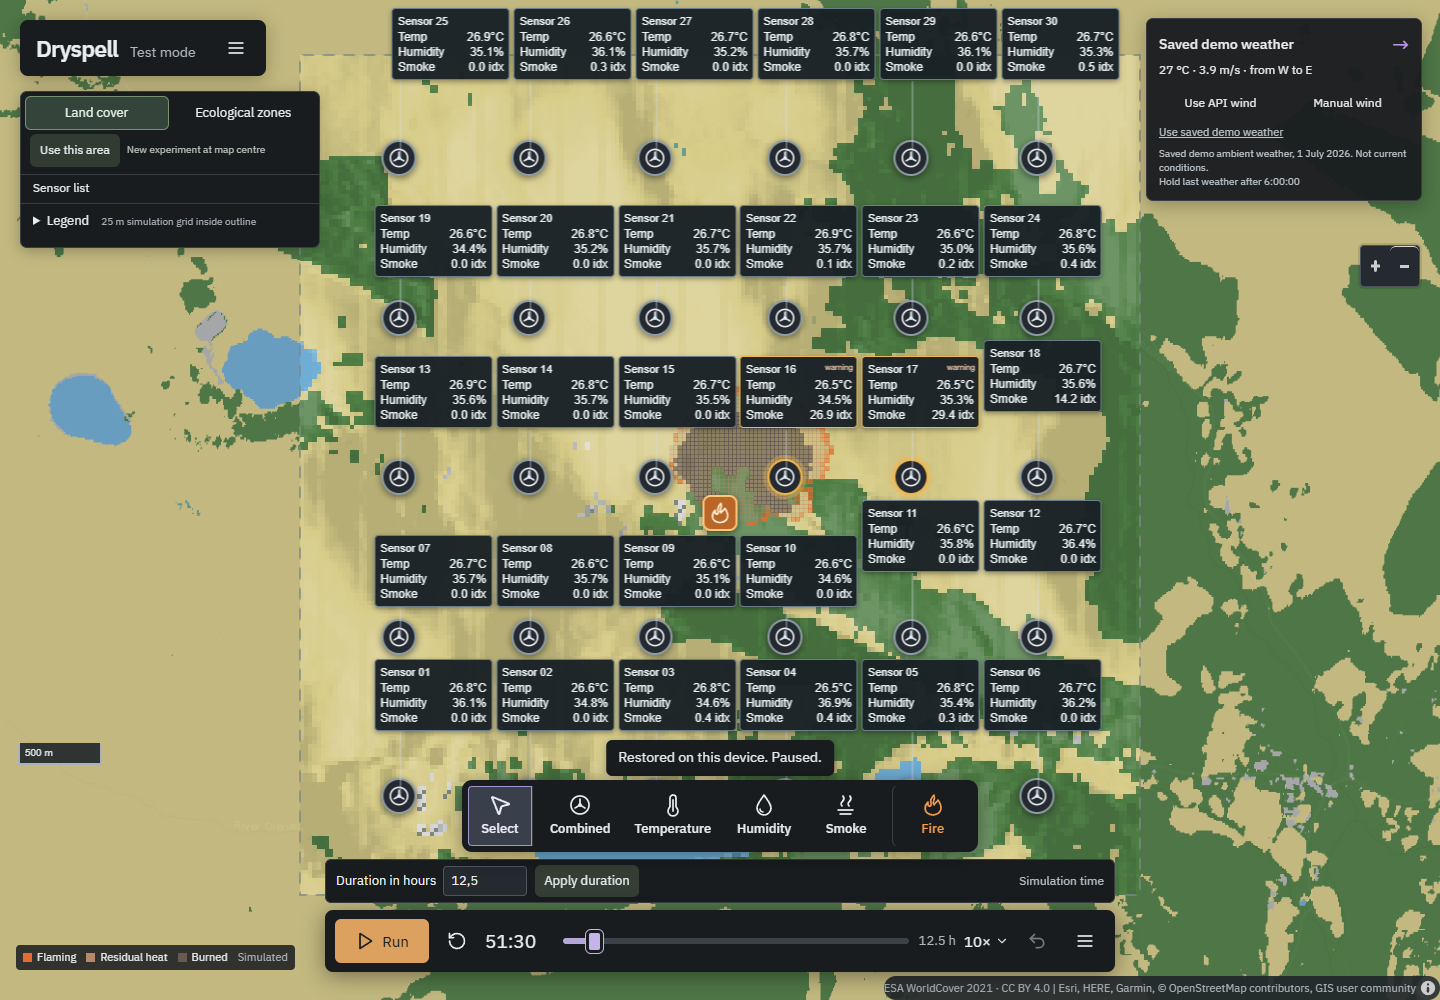 Dryspell Test mode
Land cover
Ecological zones
Use this area
New experiment at map centre
Sensor list
Legend 25 m simulation grid inside outline
Sensor 25
Temp 26.9°C
Humidity 35.1%
Smoke 0.0 idx
Sensor 26
Temp 26.6°C
Humidity 36.1%
Smoke 0.3 idx
Sensor 27
Temp 26.7°C
Humidity 35.2%
Smoke 0.0 idx
Sensor 28
Temp 26.8°C
Humidity 35.7%
Smoke 0.0 idx
Sensor 29
Temp 26.6°C
Humidity 36.1%
Smoke 0.0 idx
Sensor 30
Temp 26.7°C
Humidity 35.3%
Smoke 0.5 idx
Saved demo weather
27 °C · 3.9 m/s · from W to E
Use API wind
Manual wind
Use saved demo weather
Saved demo ambient weather, 1 July 2026. Not current
conditions.
Hold last weather after 6:00:00
+ −
Sensor 19
Temp 26.6°C
Humidity 34.4%
Smoke 0.0 idx
Sensor 20
Temp 26.8°C
Humidity 35.2%
Smoke 0.0 idx
Sensor 21
Temp 26.7°C
Humidity 35.7%
Smoke 0.0 idx
Sensor 22
Temp 26.9°C
Humidity 35.7%
Smoke 0.1 idx
Sensor 23
Temp 26.6°C
Humidity 35.0%
Smoke 0.2 idx
Sensor 24
Temp 26.8°C
Humidity 35.6%
Smoke 0.4 idx
Sensor 13
Temp 26.9°C
Humidity 35.6%
Smoke 0.0 idx
Sensor 14
Temp 26.8°C
Humidity 35.7%
Smoke 0.0 idx
Sensor 15
Temp 26.7°C
Humidity 35.5%
Smoke 0.0 idx
Sensor 16 warning
Temp 26.5°C
Humidity 34.5%
Smoke 26.9 idx
Sensor 17 warning
Temp 26.5°C
Humidity 35.3%
Smoke 29.4 idx
Sensor 18
Temp 26.7°C
Humidity 35.6%
Smoke 14.2 idx
Sensor 07
Temp 26.7°C
Humidity 35.7%
Smoke 0.0 idx
Sensor 08
Temp 26.6°C
Humidity 35.7%
Smoke 0.0 idx
Sensor 09
Temp 26.6°C
Humidity 35.1%
Smoke 0.0 idx
Sensor 10
Temp 26.6°C
Humidity 34.6%
Smoke 0.0 idx
Sensor 11
Temp 26.6°C
Humidity 35.8%
Smoke 0.0 idx
Sensor 12
Temp 26.7°C
Humidity 36.4%
Smoke 0.0 idx
Sensor 01
Temp 26.8°C
Humidity 36.1%
Smoke 0.0 idx
Sensor 02
Temp 26.6°C
Humidity 34.8%
Smoke 0.0 idx
Sensor 03
Temp 26.8°C
Humidity 34.6%
Smoke 0.4 idx
Sensor 04
Temp 26.5°C
Humidity 36.9%
Smoke 0.4 idx
Sensor 05
Temp 26.8°C
Humidity 35.4%
Smoke 0.3 idx
Sensor 06
Temp 26.7°C
Humidity 36.2%
Smoke 0.0 idx
500 m
Restored on this device. Paused.
Select
Combined
Temperature
Humidity
Smoke
Fire
Duration in hours 12,5 Apply duration Simulation time
Run 51:30 12.5 h 10×
Flaming Residual heat Burned Simulated
ESA WorldCover 2021 · CC BY 4.0 | Esri, HERE, Garmin, © OpenStreetMap contributors, GIS user community